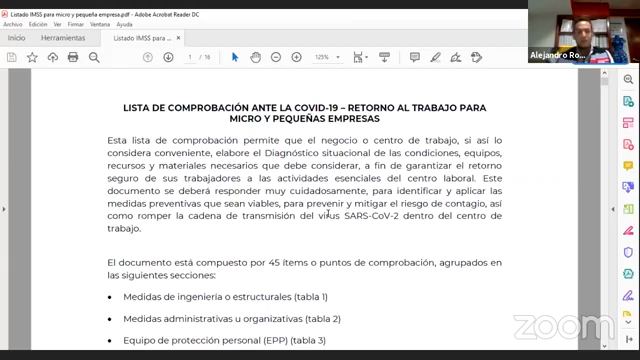 Listado IMSS para micro y pequeña empresa.pdf - Adobe Acrobat Reader DC
Archivo Edición Ver Firmar Ventana Ayuda
Inicio Herramientas Listado IMSS para m... ×
1 / 16 125%
Alejandro Ro...
LISTA DE COMPROBACIÓN ANTE LA COVID-19 – RETORNO AL TRABAJO PARA
MICRO Y PEQUEÑAS EMPRESAS
Esta lista de comprobación permite que el negocio o centro de trabajo, si así lo
considera conveniente, elabore el Diagnóstico situacional de las condiciones, equipos,
recursos y materiales necesarios que debe considerar, a fin de garantizar el retorno
seguro de sus trabajadores a las actividades esenciales del centro laboral. Este
documento se deberá responder muy cuidadosamente, para identificar y aplicar las
medidas preventivas que sean viables, para prevenir y mitigar el riesgo de contagio, así
como romper la cadena de transmisión del virus SARS-CoV-2 dentro del centro de
trabajo.
El documento está compuesto por 45 ítems o puntos de comprobación, agrupados en
las siguientes secciones:
• Medidas de ingeniería o estructurales (tabla 1)
• Medidas administrativas u organizativas (tabla 2)
• Equipo de protección personal (EPP) (tabla 3)
zoom